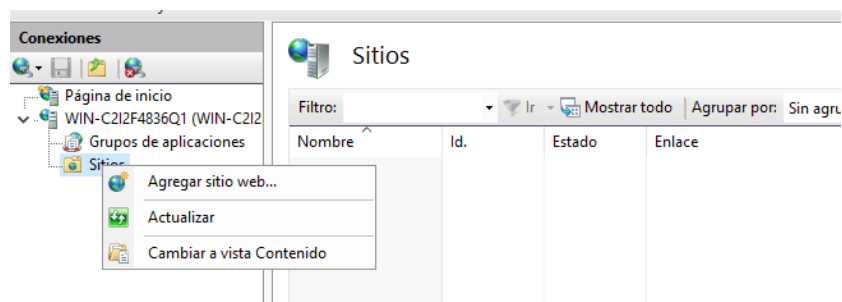 Conexiones
Página de inicio
WIN-C2I2F4836Q1 (WIN-C2I2
Grupos de aplicaciones
Sitios
Agregar sitio web...
Actualizar
Cambiar a vista Contenido
Sitios
Filtro:
Ir
Mostrar todo
Agrupar por:
Sin agru
Nombre
Id.
Estado
Enlace